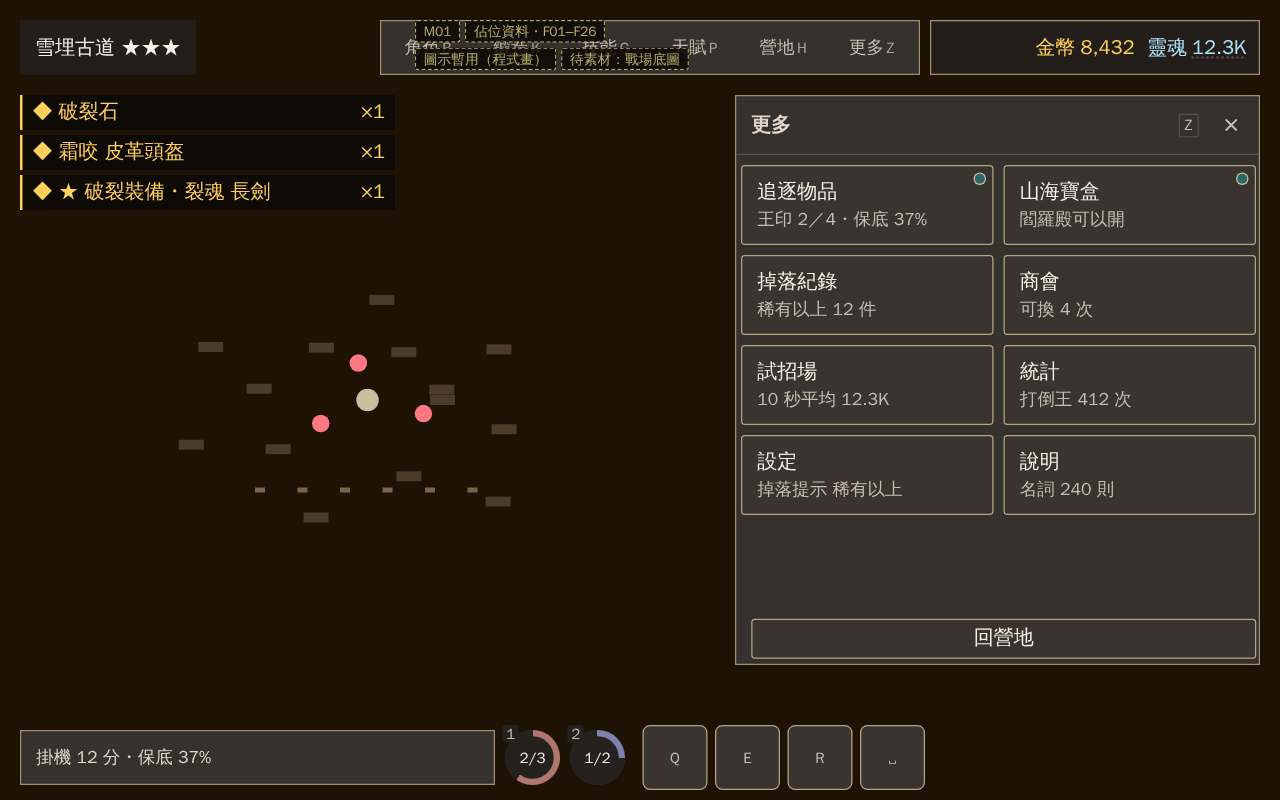 雪埋古道 ★★★
M01 佔位資料・F01—F26
圖示暫用（程式畫） 待素材：戰場底圖
天賦P 營地H 更多Z
金幣 8,432 靈魂 12.3K
◆ 破裂石 ×1
◆ 霜咬 皮革頭盔 ×1
◆ ★ 破裂裝備・裂魂 長劍 ×1
更多 Z ✕
追逐物品
王印 2／4・保底 37%
山海寶盒
閻羅殿可以開
掉落紀錄
稀有以上 12 件
商會
可換 4 次
試招場
10 秒平均 12.3K
統計
打倒王 412 次
設定
掉落提示 稀有以上
說明
名詞 240 則
回營地
掛機 12 分・保底 37%
1 2/3
2 1/2
Q E R ⎵